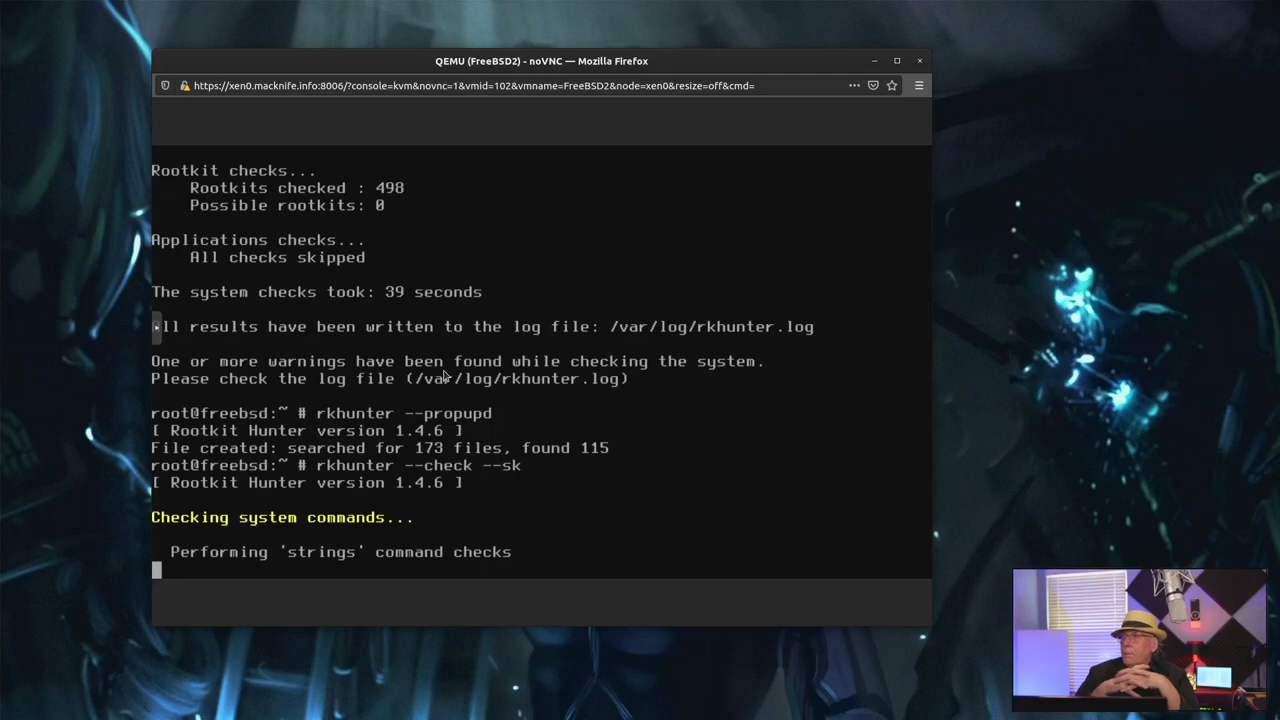 QEMU (FreeBSD2) - noVNC — Mozilla Firefox
https://xen0.macknife.info:8006/?console=kvm&novnc=1&vmid=102&vmname=FreeBSD2&node=xen0&resize=off&cmd=
Rootkit checks...
Rootkits checked : 498
Possible rootkits: 0
Applications checks...
All checks skipped
The system checks took: 39 seconds
ll results have been written to the log file: /var/log/rkhunter.log
One or more warnings have been found while checking the system.
Please check the log file (/var/log/rkhunter.log)
root@freebsd:~ # rkhunter --propupd
[ Rootkit Hunter version 1.4.6 ]
File created: searched for 173 files, found 115
root@freebsd:~ # rkhunter --check --sk
[ Rootkit Hunter version 1.4.6 ]
Checking system commands...
Performing 'strings' command checks